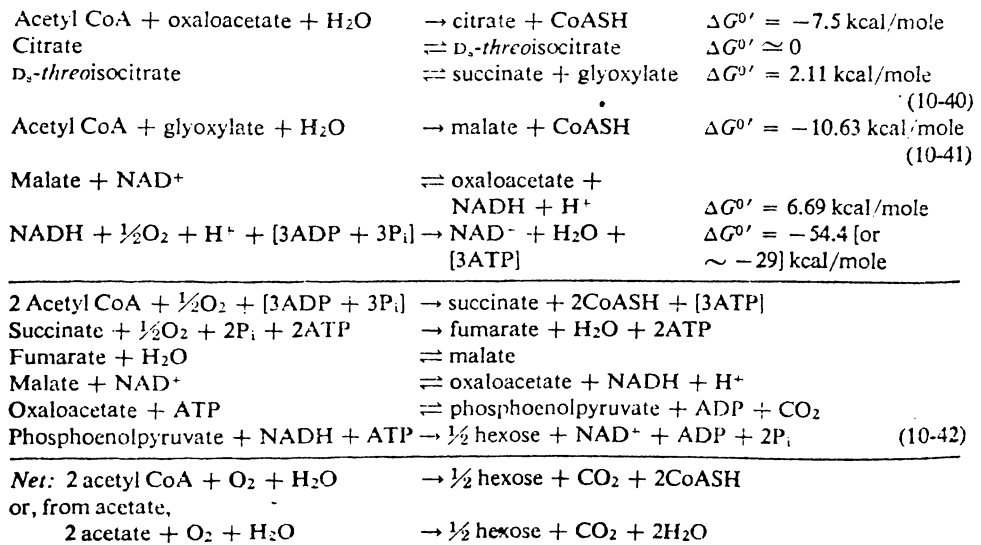 Acetyl CoA + oxaloacetate + H₂O → citrate + CoASH ΔG⁰′ = −7.5 kcal/mole
Citrate ⇌ Dₛ-threoisocitrate ΔG⁰′ ≃ 0
Dₛ-threoisocitrate ⇌ succinate + glyoxylate ΔG⁰′ = 2.11 kcal/mole
(10-40)
Acetyl CoA + glyoxylate + H₂O → malate + CoASH ΔG⁰′ = −10.63 kcal/mole
(10-41)
Malate + NAD⁺ ⇌ oxaloacetate +
NADH + H⁺ ΔG⁰′ = 6.69 kcal/mole
NADH + ½O₂ + H⁺ + [3ADP + 3Pᵢ] → NAD⁻ + H₂O + ΔG⁰′ = −54.4 [or
[3ATP] ∼ −29] kcal/mole
2 Acetyl CoA + ½O₂ + [3ADP + 3Pᵢ] → succinate + 2CoASH + [3ATP]
Succinate + ½O₂ + 2Pᵢ + 2ATP → fumarate + H₂O + 2ATP
Fumarate + H₂O ⇌ malate
Malate + NAD⁺ ⇌ oxaloacetate + NADH + H⁺
Oxaloacetate + ATP ⇌ phosphoenolpyruvate + ADP + CO₂
Phosphoenolpyruvate + NADH + ATP → ½ hexose + NAD⁺ + ADP + 2Pᵢ (10-42)
Net: 2 acetyl CoA + O₂ + H₂O → ½ hexose + CO₂ + 2CoASH
or, from acetate,
2 acetate + O₂ + H₂O → ½ hexose + CO₂ + 2H₂O